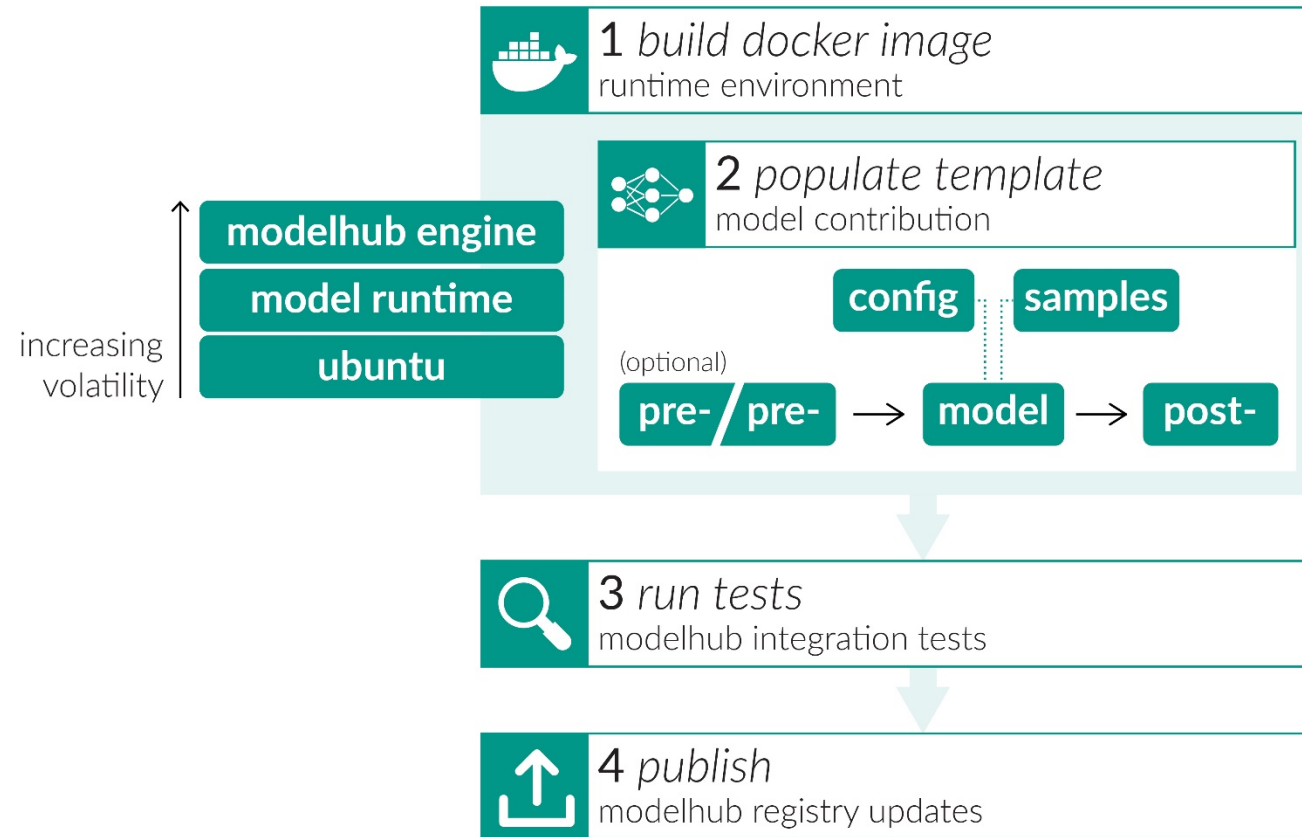 1 build docker image
runtime environment
2 populate template
model contribution
modelhub engine
model runtime
ubuntu
increasing
volatility
config
samples
(optional)
pre-/pre-
model
post-
3 run tests
modelhub integration tests
4 publish
modelhub registry updates